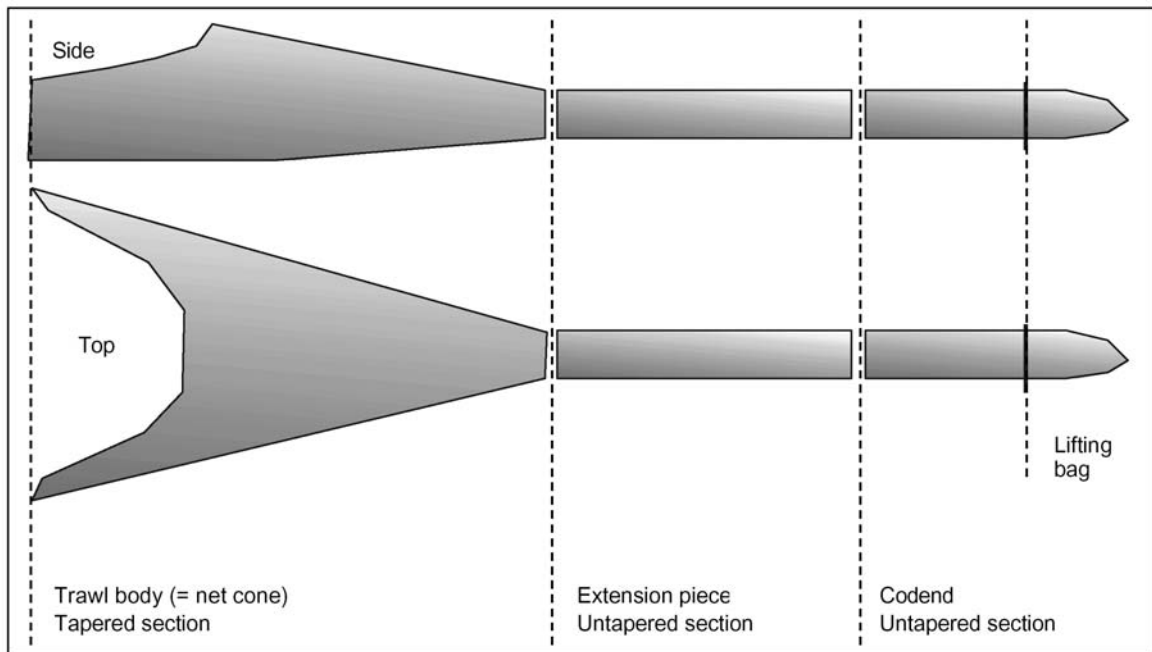 Side
Top
Lifting
bag
Trawl body (= net cone)
Tapered section
Extension piece
Untapered section
Codend
Untapered section